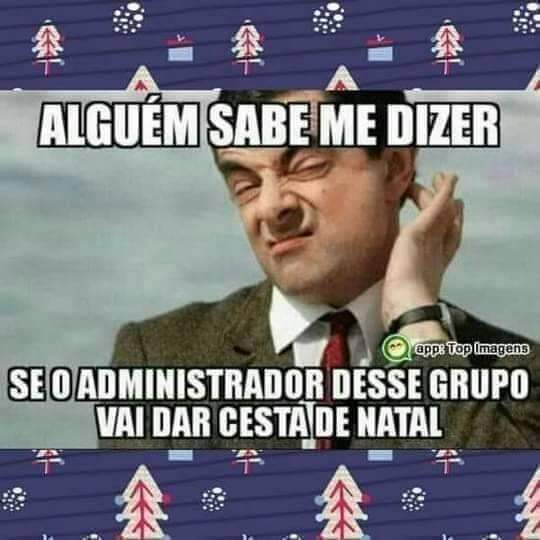 ALGUÉM SABE ME DIZER
app: Top Imagens
SE O ADMINISTRADOR DESSE GRUPO
VAI DAR CESTA DE NATAL